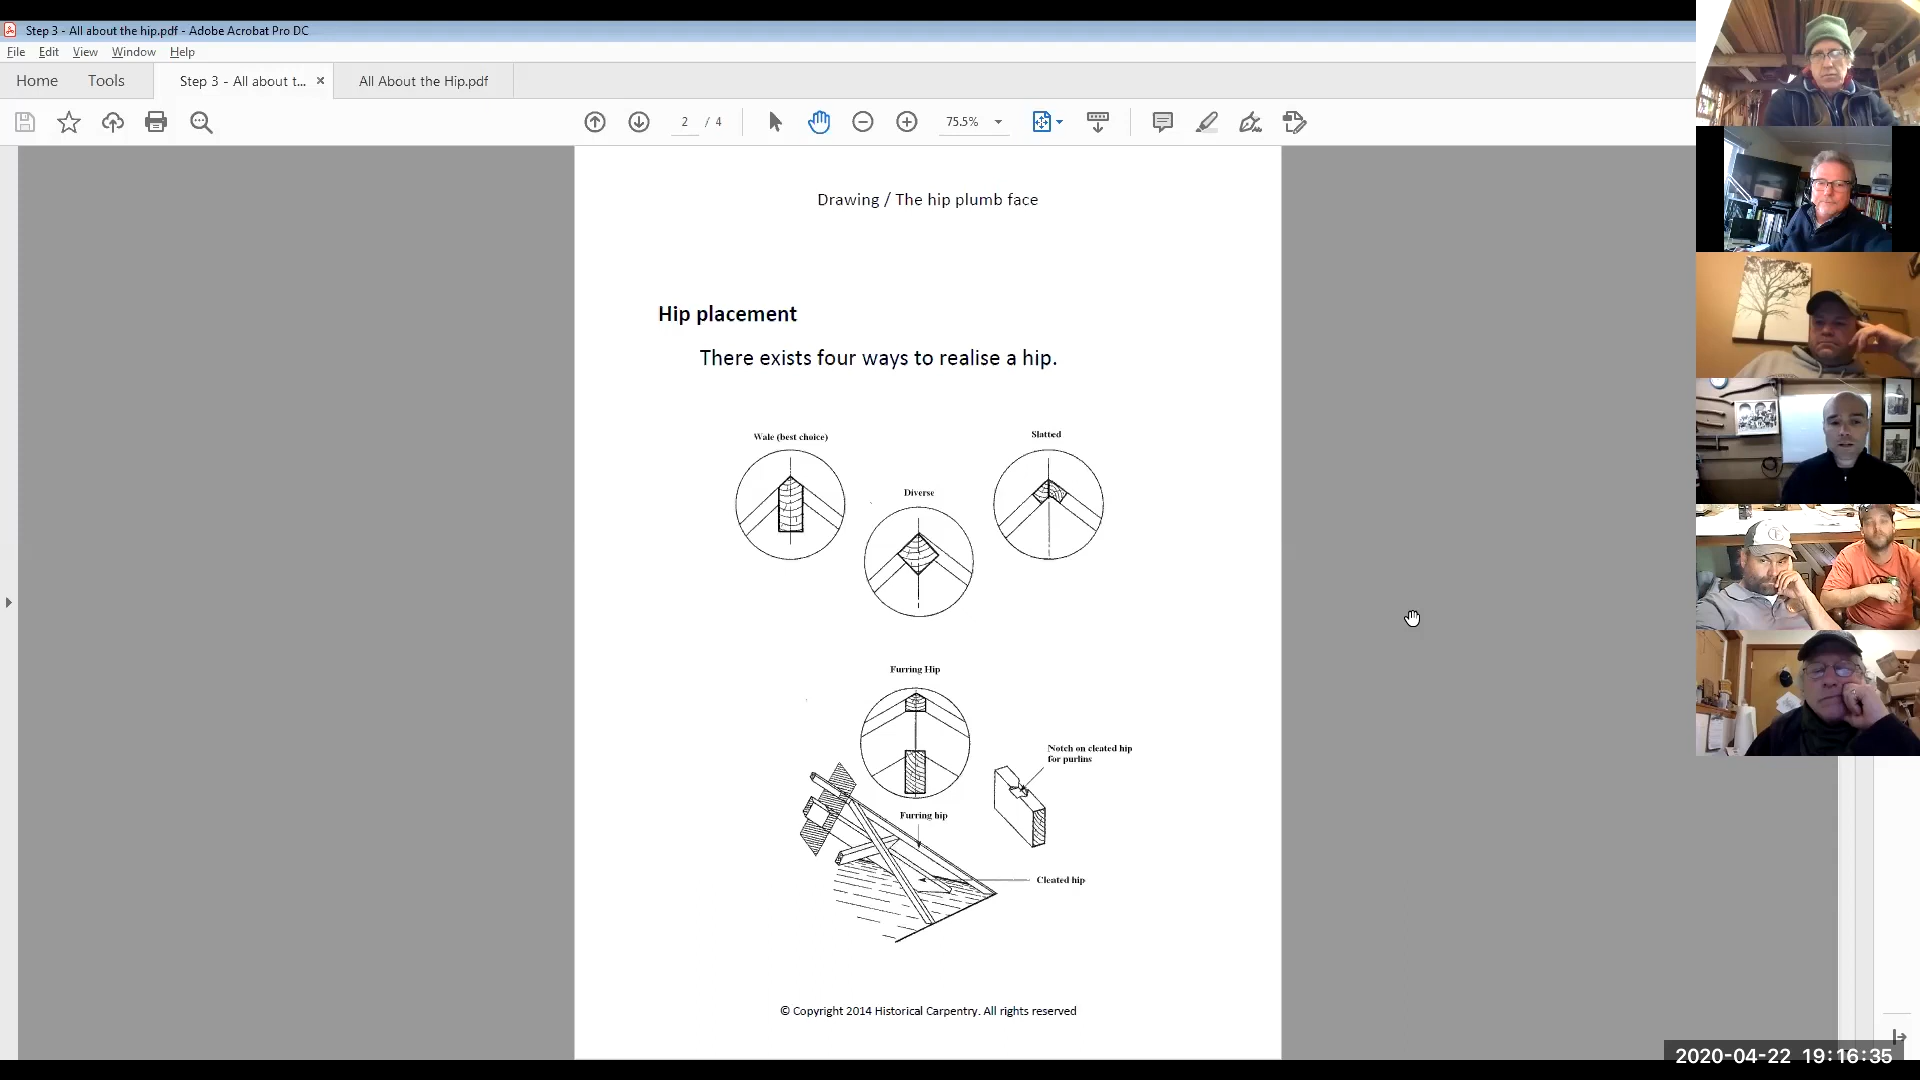 Step 3 - All about the hip.pdf - Adobe Acrobat Pro DC
File Edit View Window Help
Home Tools Step 3 - All about t... × All About the Hip.pdf
2 / 4 75.5%
Drawing / The hip plumb face
Hip placement
There exists four ways to realise a hip.
Wale (best choice)
Slatted
Diverse
Furring Hip
Notch on cleated hip
for purlins
Furring hip
Cleated hip
© Copyright 2014 Historical Carpentry. All rights reserved
2020-04-22 19:16:35